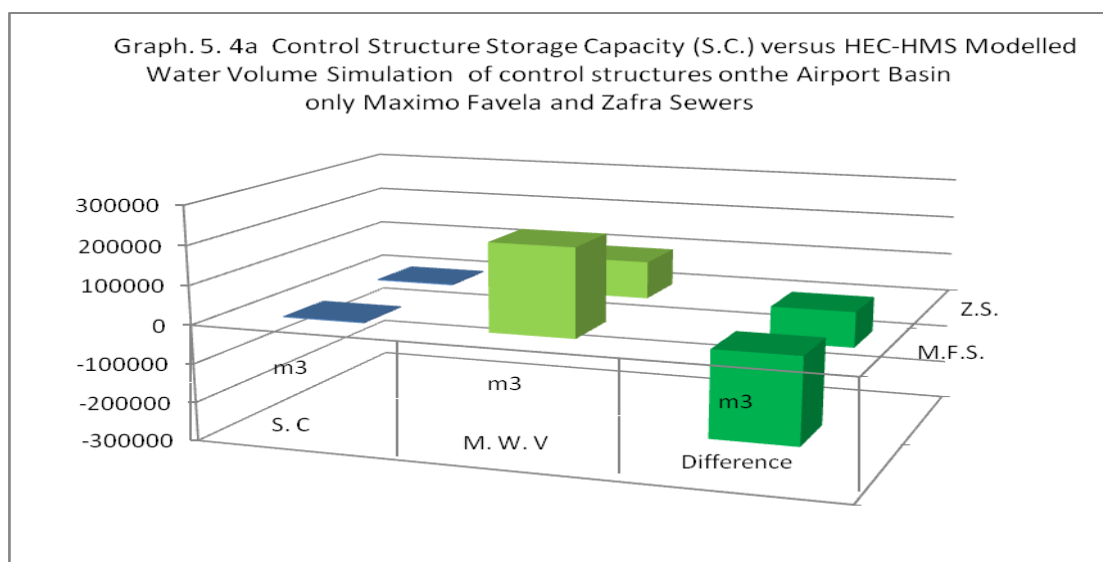 Graph. 5. 4a Control Structure Storage Capacity (S.C.) versus HEC-HMS Modelled
Water Volume Simulation of control structures onthe Airport Basin
only Maximo Favela and Zafra Sewers
300000
200000
100000
0
-100000
-200000
-300000
m3
m3
m3
S. C
M. W. V
Difference
Z.S.
M.F.S.